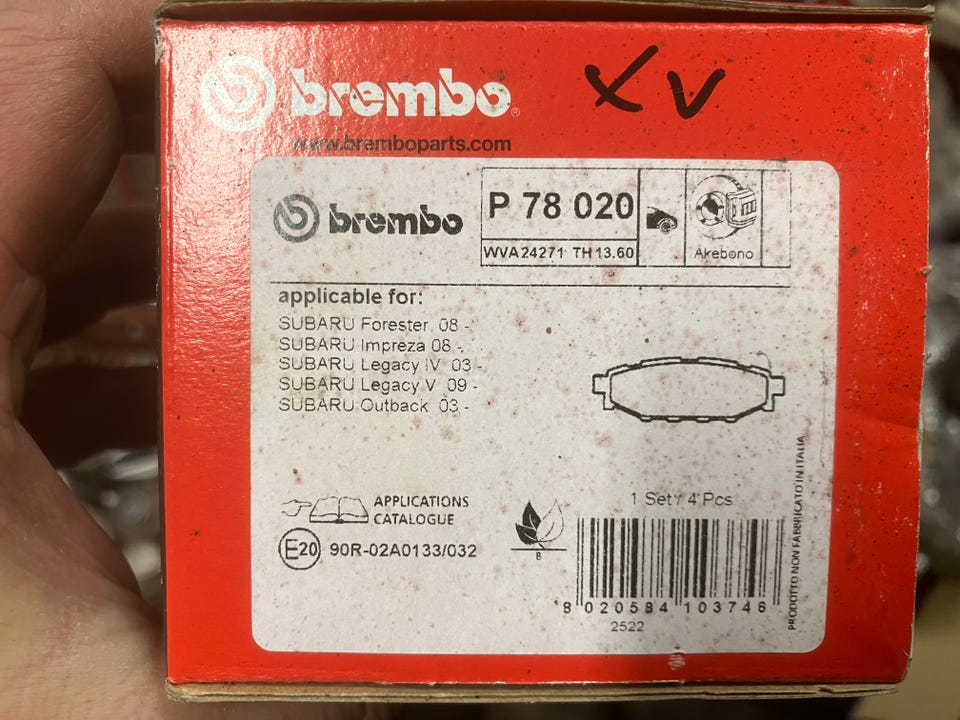 brembo®
XV
www.bremboparts.com
brembo
P 78 020
WVA 24271 TH 13.60
Akebono
applicable for:
SUBARU Forester 08 -
SUBARU Impreza 08 -
SUBARU Legacy IV 03 -
SUBARU Legacy V 09 -
SUBARU Outback 03 -
APPLICATIONS
CATALOGUE
E20 90R-02A0133/032
B
1 Set / 4 Pcs
8 020584 103746
2522
PRODOTTO NON FABBRICATO IN ITALIA